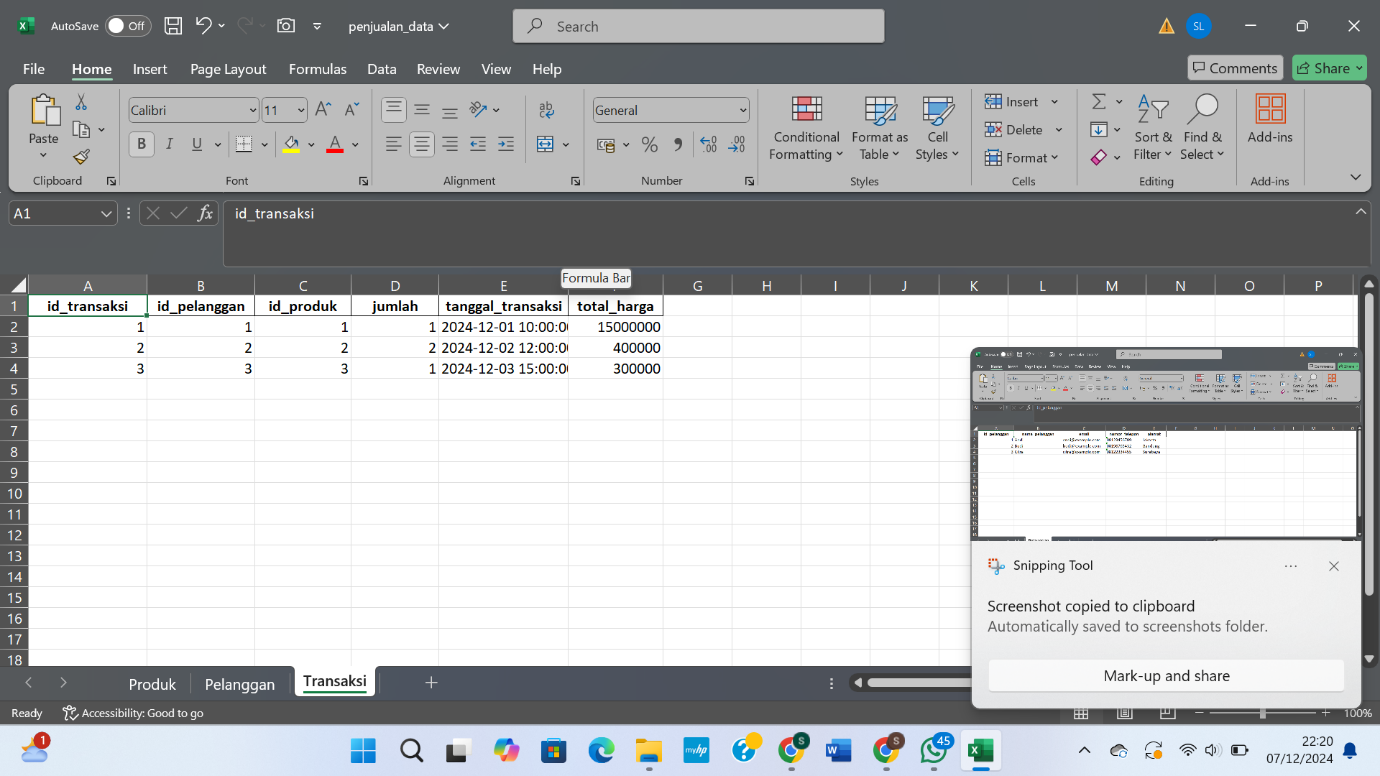 AutoSave Off penjualan_data Search SL
File Home Insert Page Layout Formulas Data Review View Help Comments Share
Paste Calibri 11 General Conditional Formatting Format as Table Cell Styles Insert Delete Format Sort & Filter Find & Select Add-ins
B I U A
Clipboard Font Alignment Number Styles Cells Editing Add-ins
A1 fx id_transaksi
Formula Bar
A B C D E G H I J K L M N O P
1 id_transaksi id_pelanggan id_produk jumlah tanggal_transaksi total_harga
2 1 1 1 1 2024-12-01 10:00:00 15000000
3 2 2 2 2 2024-12-02 12:00:00 400000
4 3 3 3 1 2024-12-03 15:00:00 300000
5
6
7
8
9
10
11
12
13
14
15
16
17
18
Snipping Tool
Screenshot copied to clipboard
Automatically saved to screenshots folder.
Mark-up and share
Produk Pelanggan Transaksi
Ready Accessibility: Good to go 100%
1 45 22:20
07/12/2024